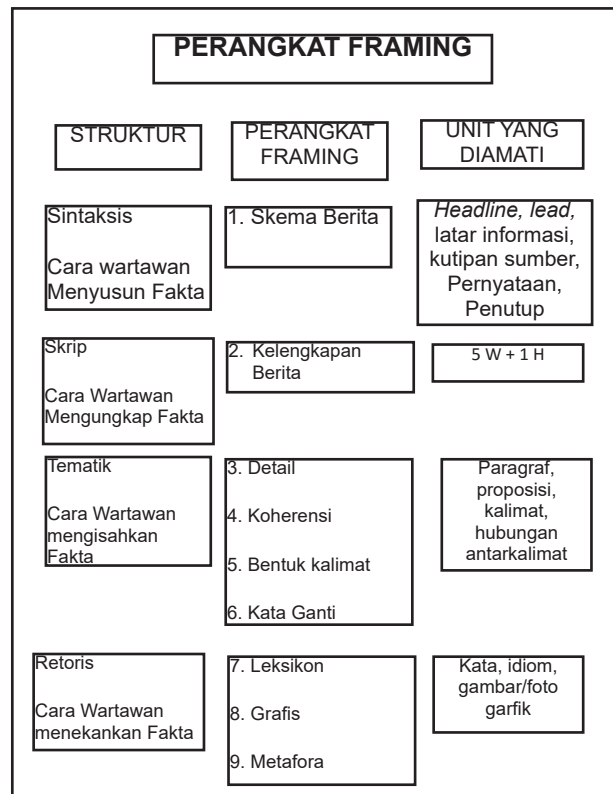 PERANGKAT FRAMING
STRUKTUR
PERANGKAT
FRAMING
UNIT YANG
DIAMATI
Sintaksis
Cara wartawan
Menyusun Fakta
1. Skema Berita
Headline, lead,
latar informasi,
kutipan sumber,
Pernyataan,
Penutup
Skrip
Cara Wartawan
Mengungkap Fakta
2. Kelengkapan
Berita
5 W + 1 H
Tematik
Cara Wartawan
mengisahkan
Fakta
3. Detail
4. Koherensi
5. Bentuk kalimat
6. Kata Ganti
Paragraf,
proposisi,
kalimat,
hubungan
antarkalimat
Retoris
Cara Wartawan
menekankan Fakta
7. Leksikon
8. Grafis
9. Metafora
Kata, idiom,
gambar/foto
garfik